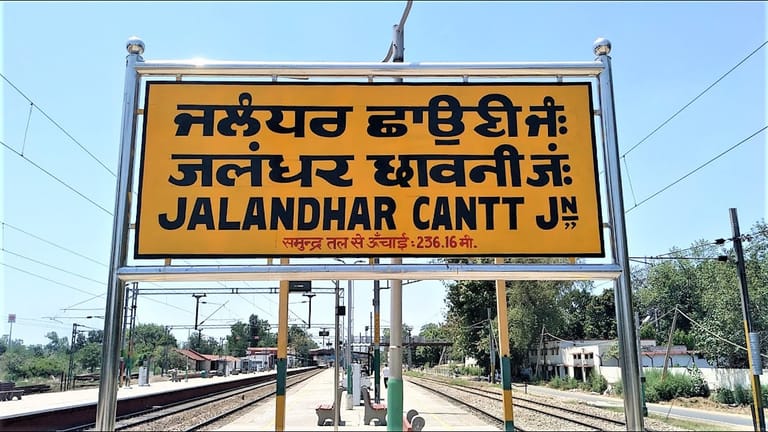 ਜਲੰਧਰ ਛਾਉਣੀ ਜੰ:
जलंधर छावनी जं:
JALANDHAR CANTT JN,,
समुन्द्र तल से ऊँचाई : 236.16 मी.